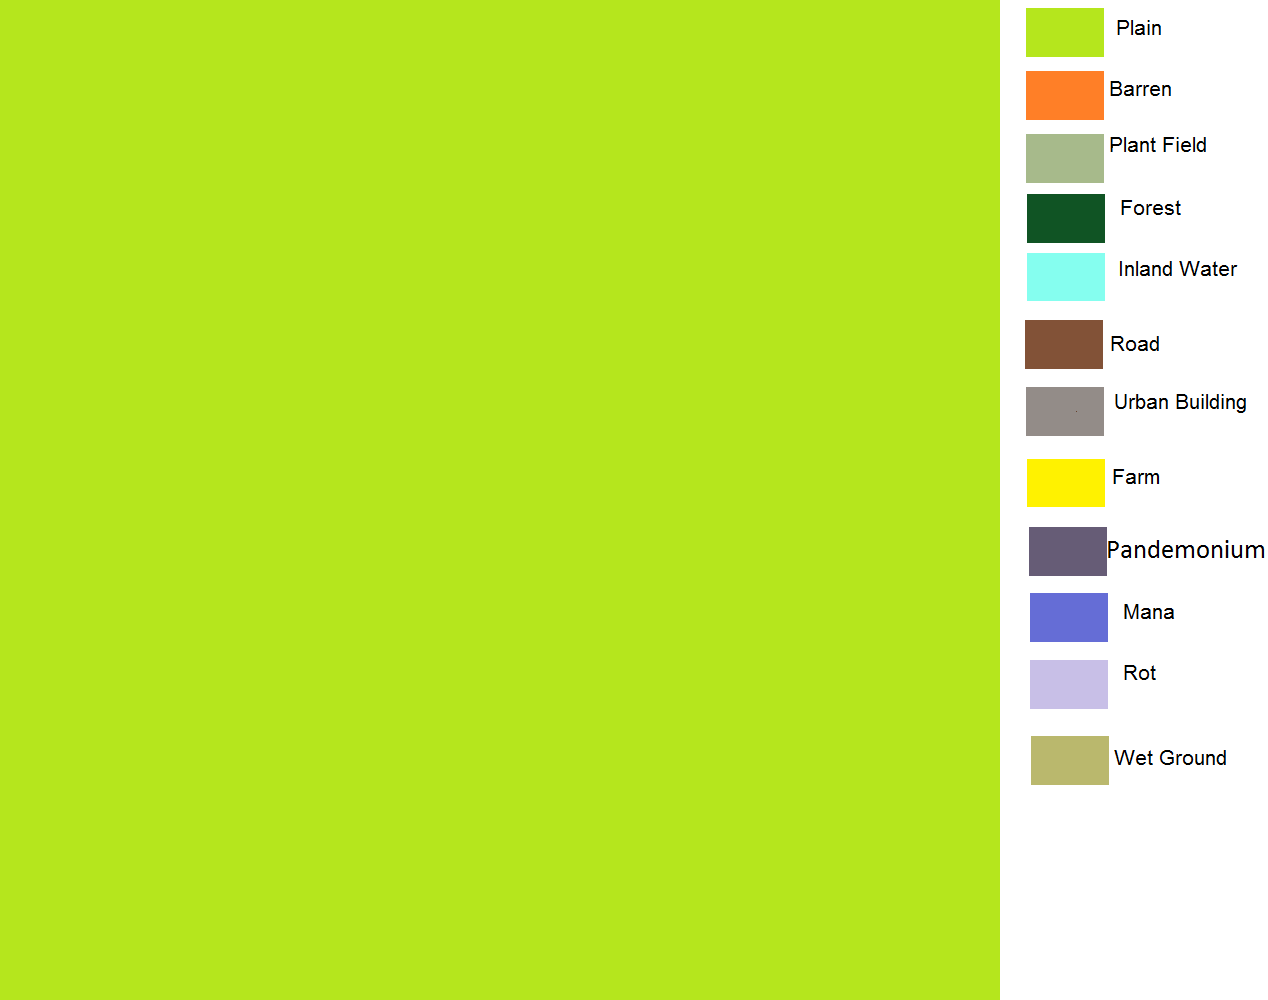 Plain
Barren
Plant Field
Forest
Inland Water
Road
Urban Building
Farm
Pandemonium
Mana
Rot
Wet Ground